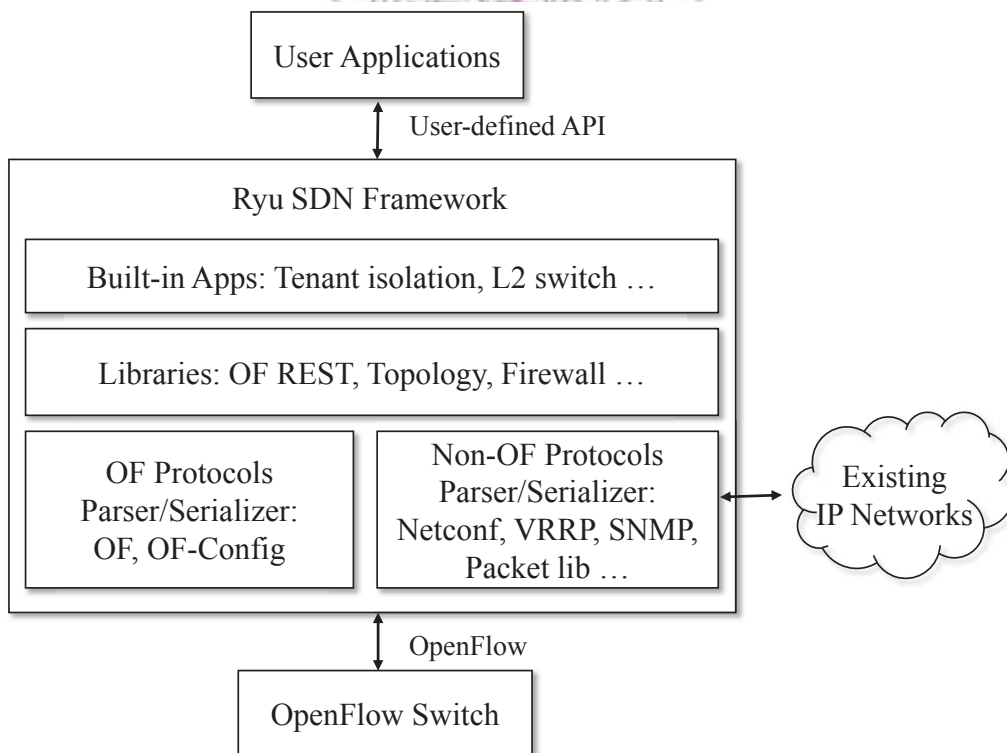 User Applications
User-defined API
Ryu SDN Framework
Built-in Apps: Tenant isolation, L2 switch …
Libraries: OF REST, Topology, Firewall …
OF Protocols
Parser/Serializer:
OF, OF-Config
Non-OF Protocols
Parser/Serializer:
Netconf, VRRP, SNMP,
Packet lib …
Existing
IP Networks
OpenFlow
OpenFlow Switch